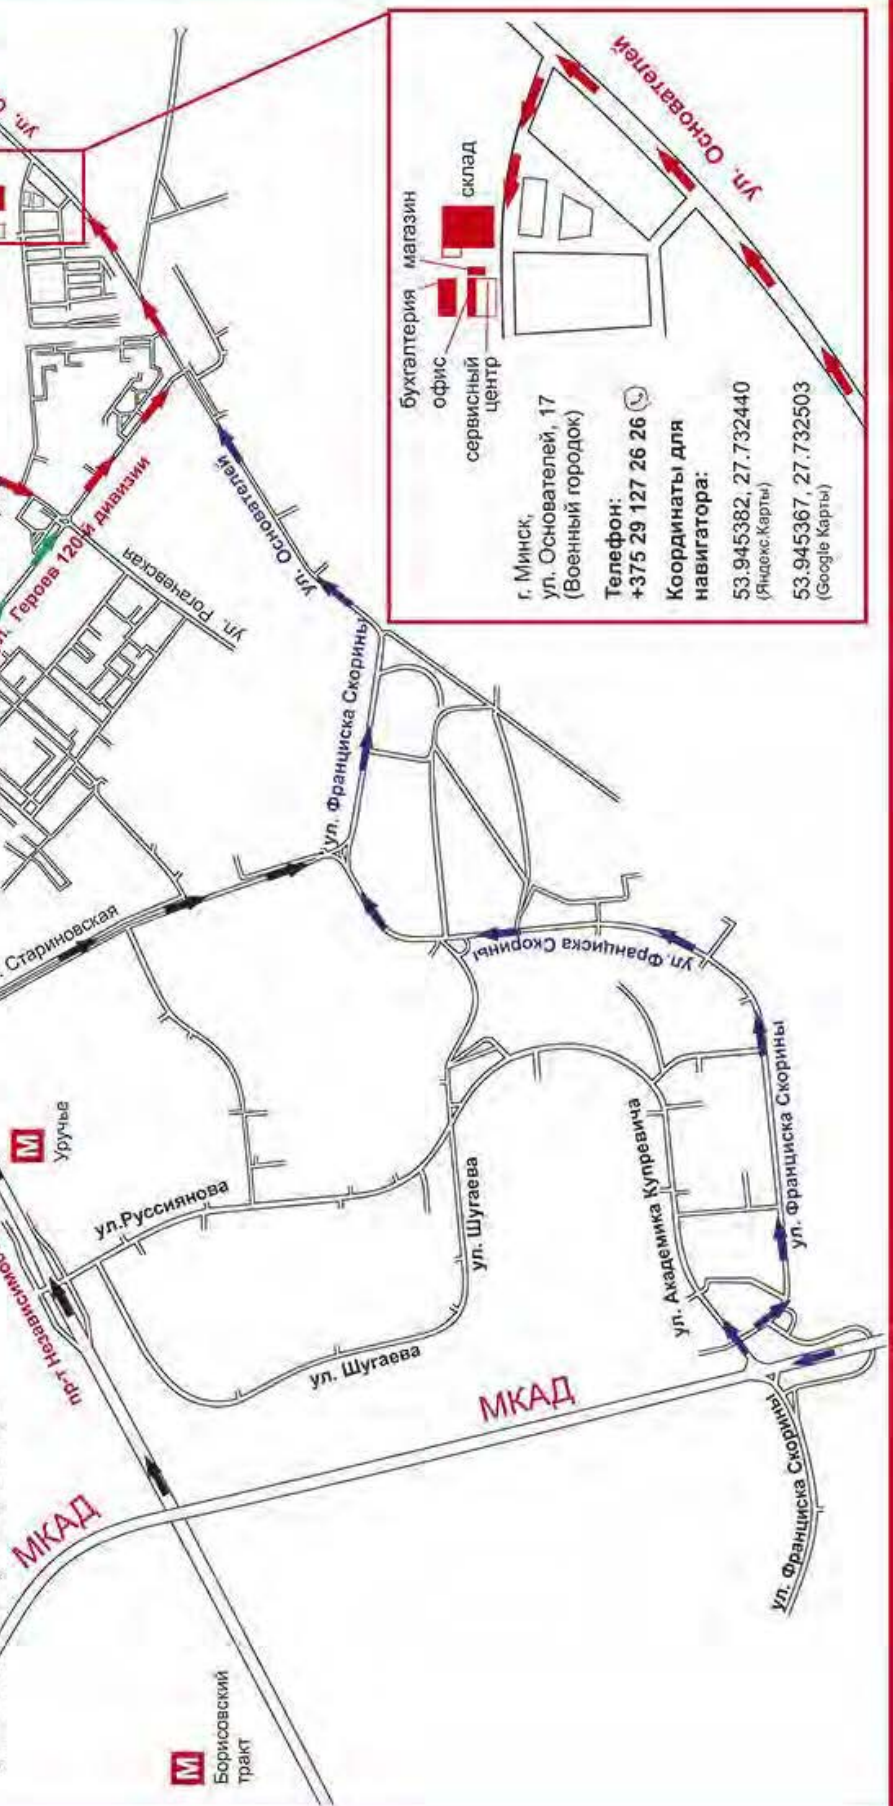 МКАД
М
Борисовский
тракт
пр-т
М
Уручье
ул.Руссиянова
ул. Шугаева
ул. Шугаева
МКАД
Стариновская
Героев 120-й дивизии
ул. Рогачевская
ул. Основателей
ул. Франциска Скорины
ул.Франциска Скорины
ул. Академика Купревича
ул. Франциска Скорины
ул. Франциска Скорины
ул.
бухгалтерия
магазин
офис
склад
сервисный
центр
ул. Основателей
г. Минск,
ул. Основателей, 17
(Военный городок)
Телефон:
+375 29 127 26 26
Координаты для
навигатора:
53.945382, 27.732440
(Яндекс.Карты)
53.945367, 27.732503
(Google Карты)